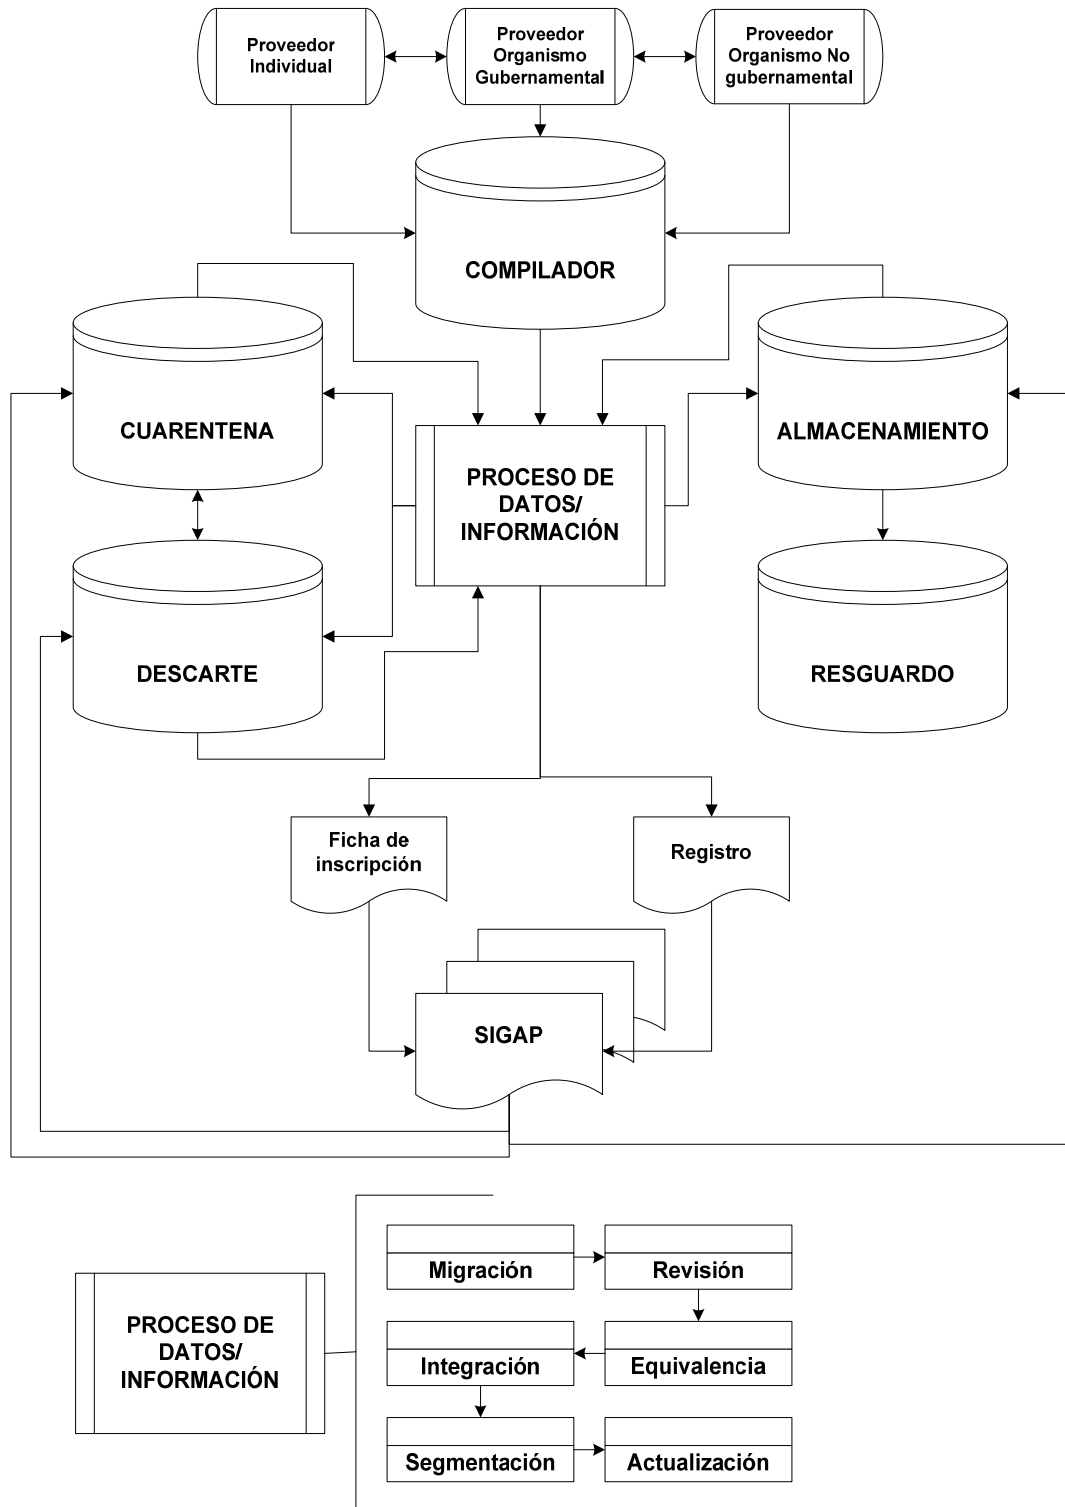 Proveedor
Individual
Proveedor
Organismo
Gubernamental
Proveedor
Organismo No
gubernamental
COMPILADOR
CUARENTENA
ALMACENAMIENTO
PROCESO DE
DATOS/
INFORMACIÓN
DESCARTE
RESGUARDO
Ficha de
inscripción
Registro
SIGAP
PROCESO DE
DATOS/
INFORMACIÓN
Migración
Revisión
Integración
Equivalencia
Segmentación
Actualización